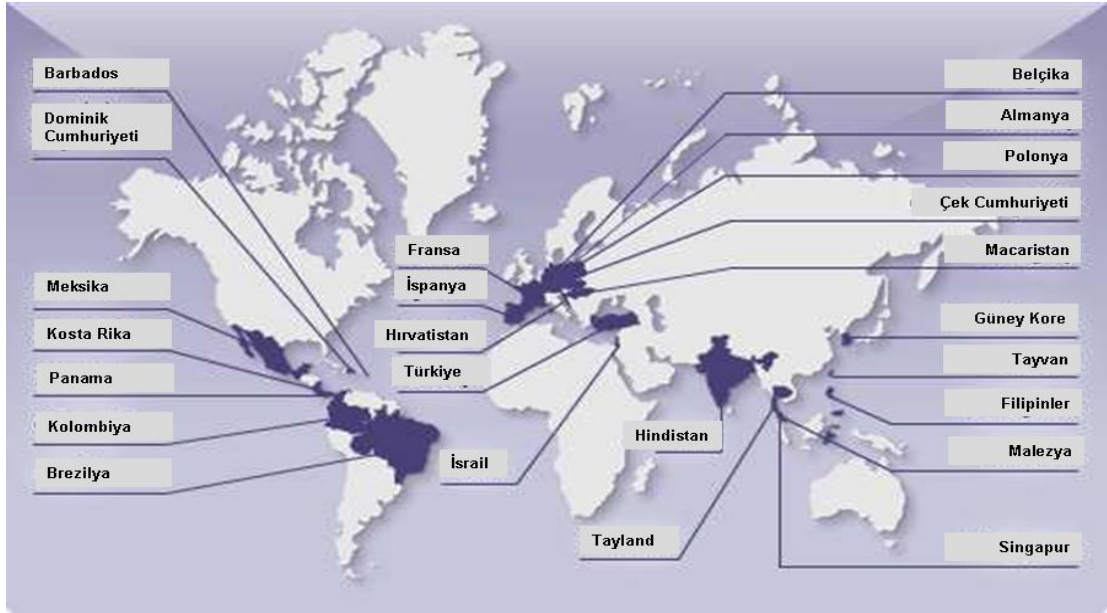 Barbados
Dominik
Cumhuriyeti
Meksika
Kosta Rika
Panama
Kolombiya
Brezilya
Fransa
İspanya
Hırvatistan
Türkiye
İsrail
Hindistan
Tayland
Belçika
Almanya
Polonya
Çek Cumhuriyeti
Macaristan
Güney Kore
Tayvan
Filipinler
Malezya
Singapur